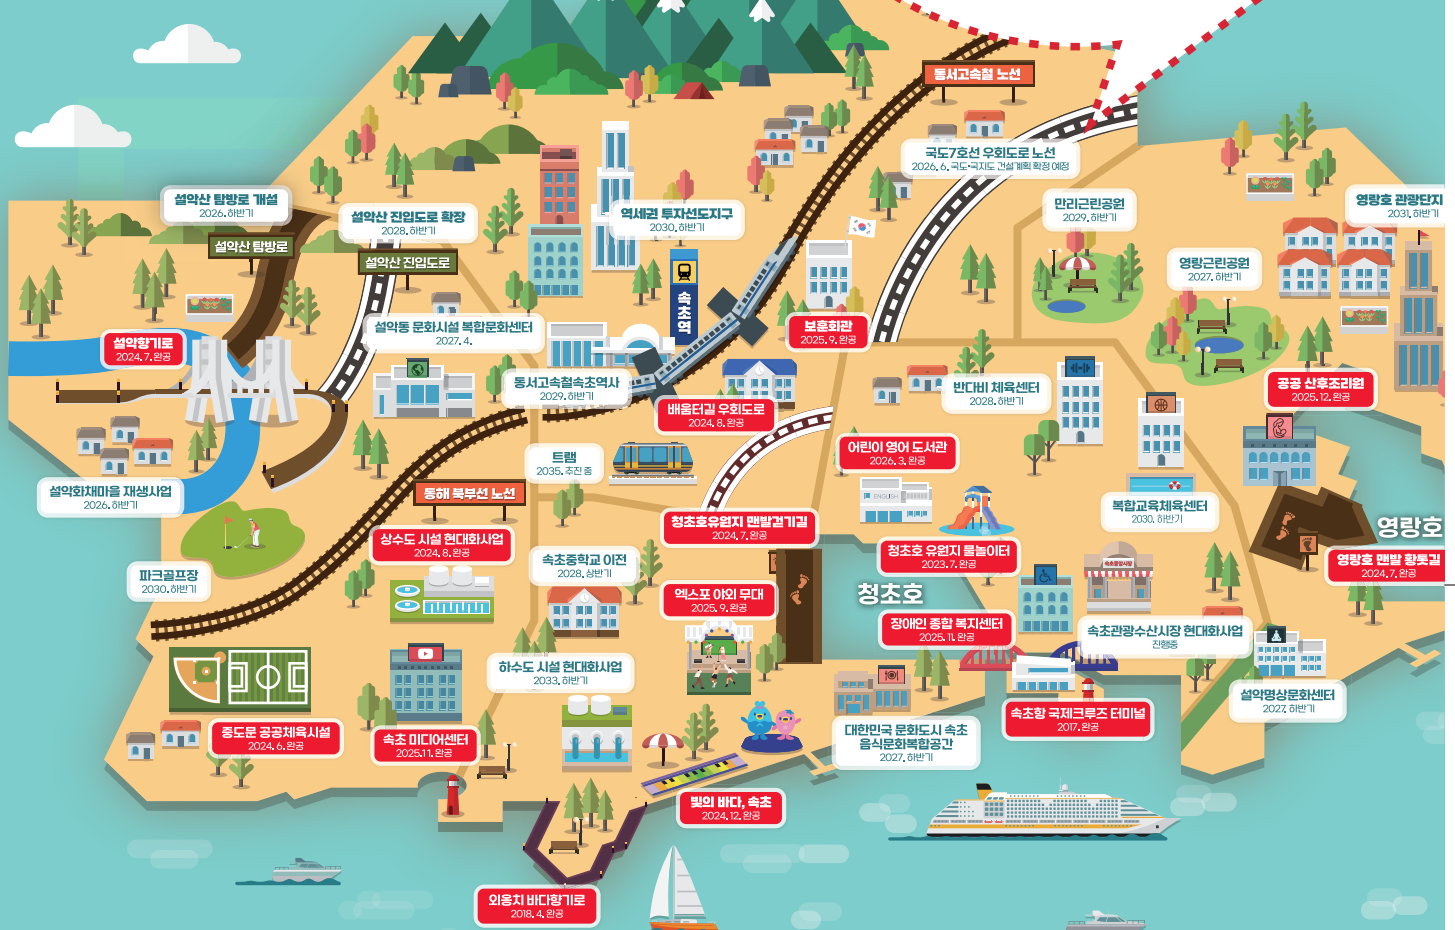 동서고속철 노선
국도7호선 우회도로 노선
2026. 6. 국도·국지도 건설계획 확정 예정
설악산 탐방로 개설
2026. 하반기
설악산 탐방로
설악산 진입도로 확장
2028. 하반기
설악산 진입도로
역세권 투자선도지구
2030. 하반기
만리근린공원
2029. 하반기
영랑호 관광단지
2031. 하반기
영랑근린공원
2027. 하반기
속초역
설악향기로
2024. 7. 완공
설악동 문화시설 복합문화센터
2027. 4.
보훈회관
2025. 9. 완공
동서고속철속초역사
2029. 하반기
배움터길 우회도로
2024. 8. 완공
반다비 체육센터
2028. 하반기
공공 산후조리원
2025. 12. 완공
트램
2035. 추진 중
어린이 영어 도서관
2026. 3. 완공
ENGLISH
설악화채마을 재생사업
2026. 하반기
동해 북부선 노선
복합교육체육센터
2030. 하반기
상수도 시설 현대화사업
2024. 8. 완공
청초호유원지 맨발걷기길
2024. 7. 완공
청초호 유원지 물놀이터
2023. 7. 완공
영랑호
영랑호 맨발 황톳길
2024. 7. 완공
파크골프장
2030. 하반기
속초중학교 이전
2028. 상반기
엑스포 야외 무대
2025. 9. 완공
청초호
속초중앙시장
장애인 종합 복지센터
2025. 11. 완공
속초관광수산시장 현대화사업
진행중
하수도 시설 현대화사업
2033. 하반기
설악명상문화센터
2027. 하반기
중도문 공공체육시설
2024. 6. 완공
속초 미디어센터
2025.11. 완공
대한민국 문화도시 속초
음식문화복합공간
2027. 하반기
속초항 국제크루즈 터미널
2017. 완공
빛의 바다, 속초
2024. 12. 완공
외옹치 바다향기로
2018. 4. 완공